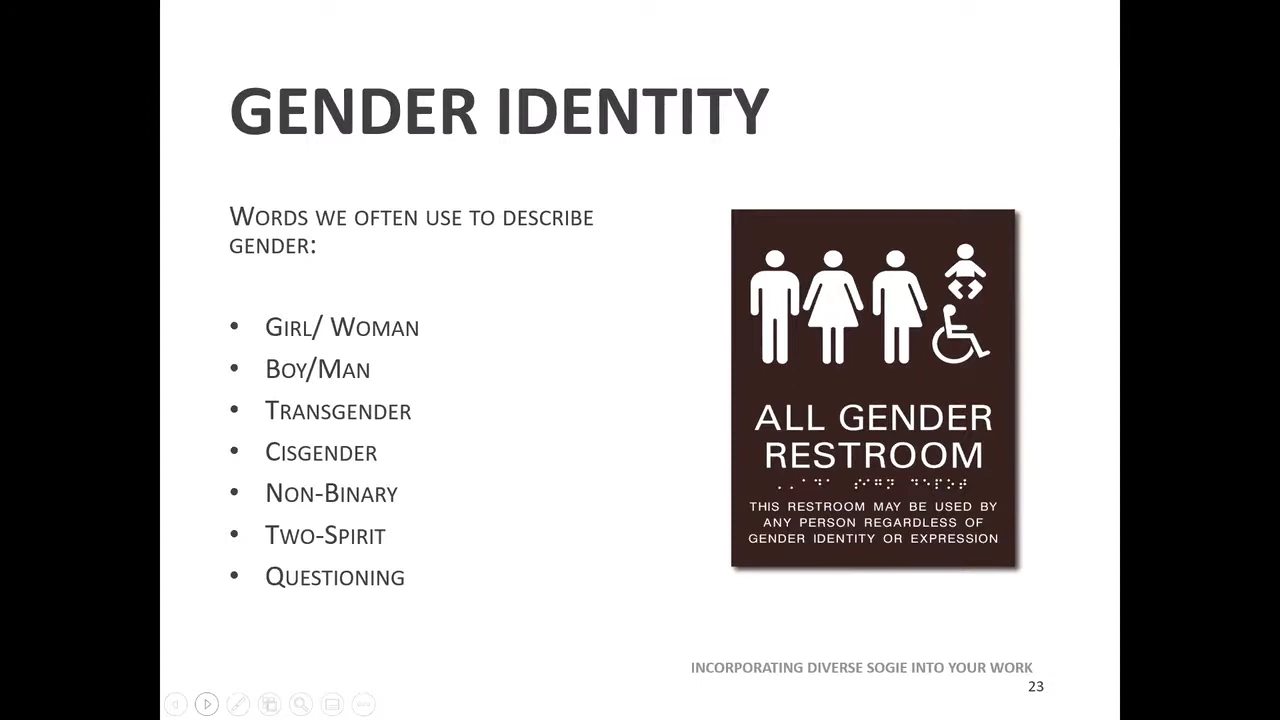 GENDER IDENTITY
WORDS WE OFTEN USE TO DESCRIBE
GENDER:
• GIRL/ WOMAN
• BOY/MAN
• TRANSGENDER
• CISGENDER
• NON-BINARY
• TWO-SPIRIT
• QUESTIONING
ALL GENDER
RESTROOM
THIS RESTROOM MAY BE USED BY
ANY PERSON REGARDLESS OF
GENDER IDENTITY OR EXPRESSION
INCORPORATING DIVERSE SOGIE INTO YOUR WORK
23